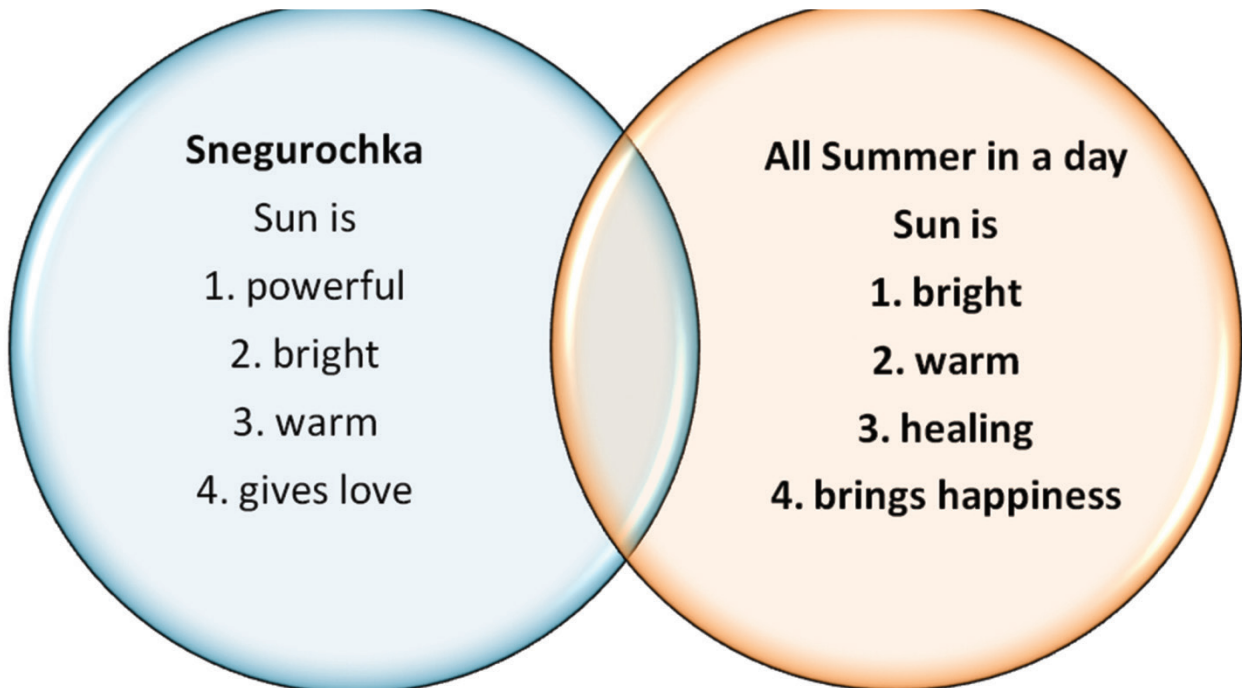 Snegurochka
Sun is
1. powerful
2. bright
3. warm
4. gives love
All Summer in a day
Sun is
1. bright
2. warm
3. healing
4. brings happiness